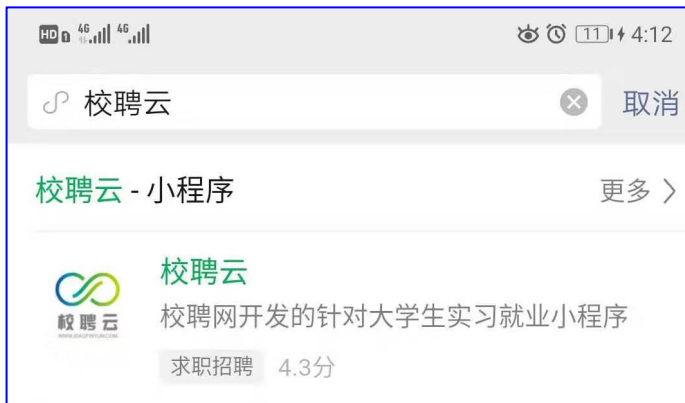 HD 4G 4G 11 4:12
校聘云 取消
校聘云 - 小程序 更多
校聘云
校聘云
校聘网开发的针对大学生实习就业小程序
求职招聘 4.3分